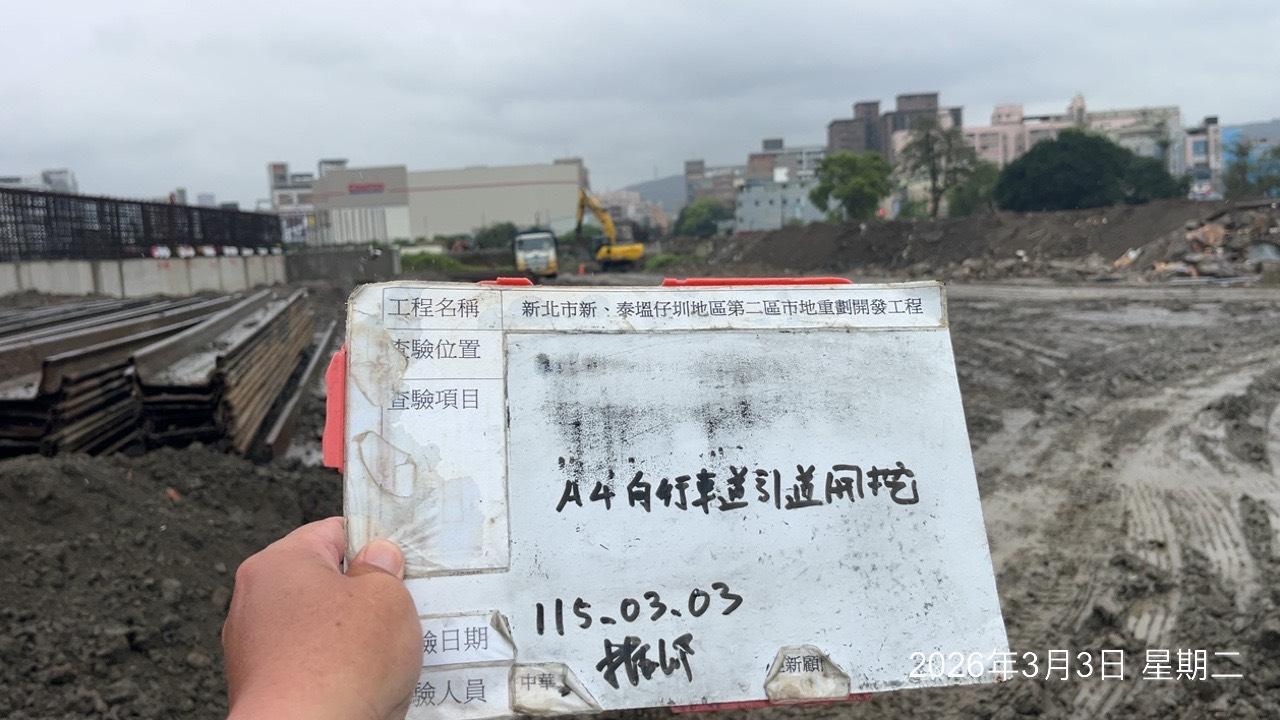 工程名稱 新北市新、泰塭仔圳地區第二區市地重劃開發工程
查驗位置
查驗項目
A4自行車道引道開挖
驗日期 115.03.03
驗人員 中華 新顧
2026年3月3日 星期二